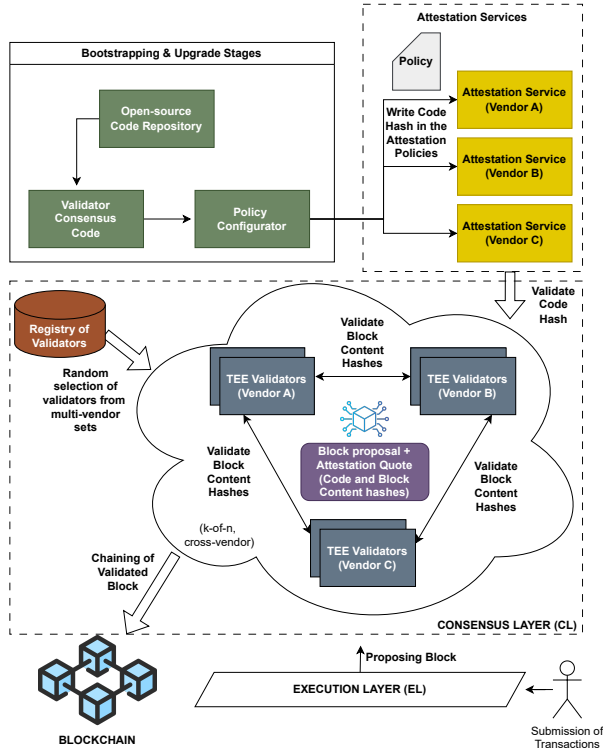 Bootstrapping & Upgrade Stages
Open-source
Code Repository
Validator
Consensus
Code
Policy
Configurator
Attestation Services
Policy
Write Code
Hash in the
Attestation
Policies
Attestation Service
(Vendor A)
Attestation Service
(Vendor B)
Attestation Service
(Vendor C)
Validate
Code
Hash
Registry of
Validators
Random
selection of
validators from
multi-vendor
sets
Validate
Block
Content
Hashes
TEE Validators
(Vendor A)
TEE Validators
(Vendor B)
Block proposal +
Attestation Quote
(Code and Block
Content hashes)
Validate
Block
Content
Hashes
Validate
Block
Content
Hashes
(k-of-n,
cross-vendor)
TEE Validators
(Vendor C)
Chaining of
Validated
Block
CONSENSUS LAYER (CL)
Proposing Block
EXECUTION LAYER (EL)
BLOCKCHAIN
Submission of
Transactions